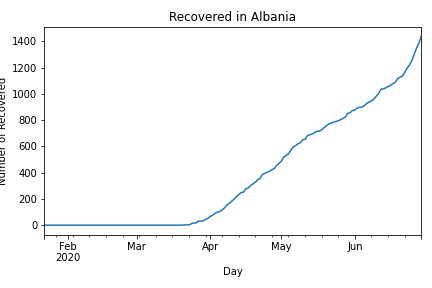 Recovered in Albania
Number of Recovered
1400
1200
1000
800
600
400
200
0
Feb
2020
Mar
Apr
May
Jun
Day